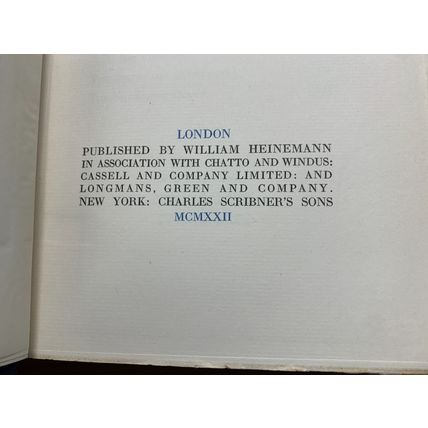 LONDON
PUBLISHED BY WILLIAM HEINEMANN
IN ASSOCIATION WITH CHATTO AND WINDUS:
CASSELL AND COMPANY LIMITED: AND
LONGMANS, GREEN AND COMPANY.
NEW YORK: CHARLES SCRIBNER'S SONS
MCMXXII